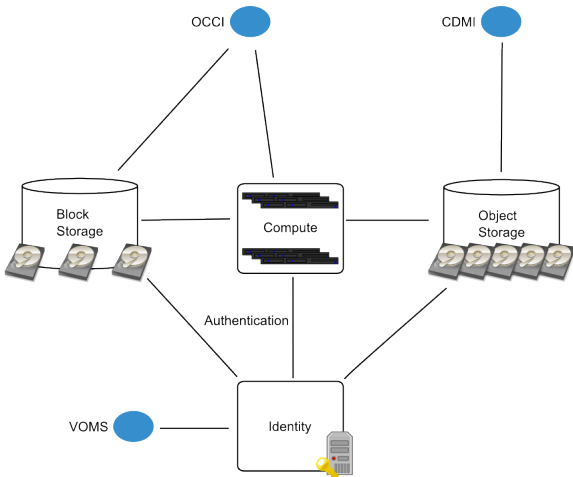 OCCI
CDMI
Block
Storage
Compute
Object
Storage
Authentication
VOMS
Identity